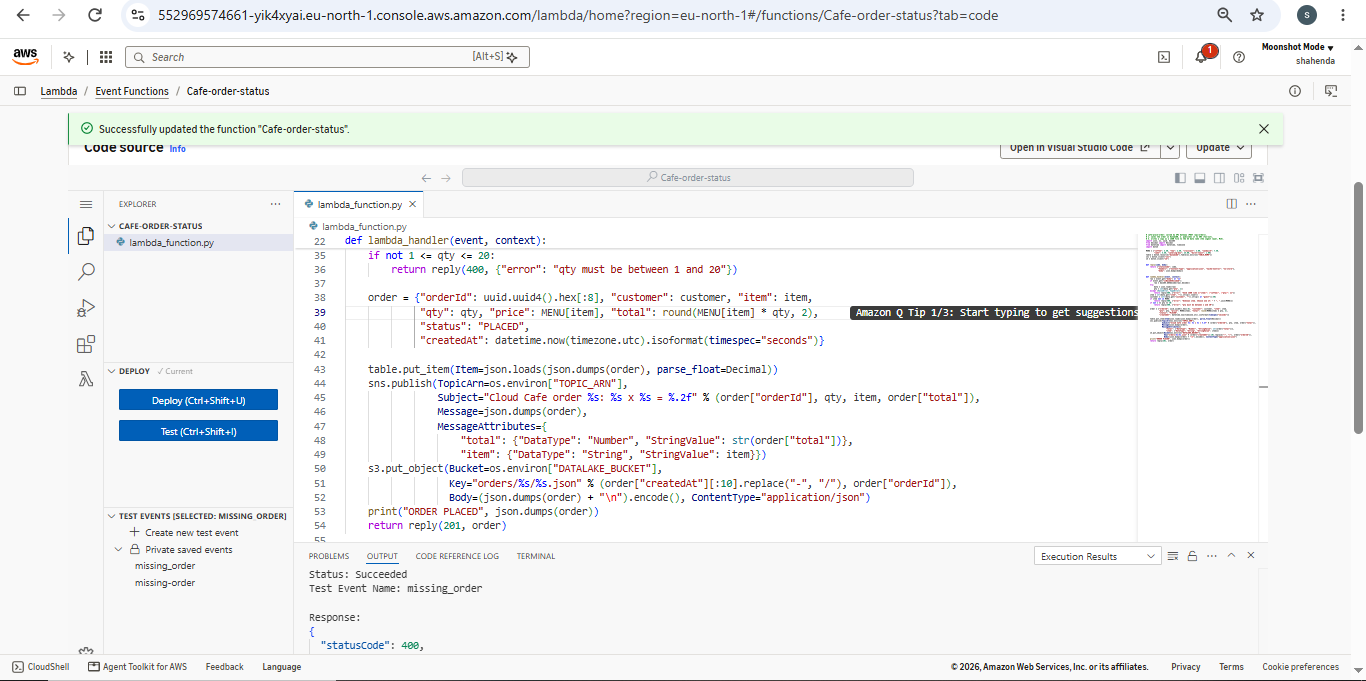 552969574661-yik4xyai.eu-north-1.console.aws.amazon.com/lambda/home?region=eu-north-1#/functions/Cafe-order-status?tab=code
S
aws
Search
[Alt+S]
1
Moonshot Mode
shahenda
Lambda / Event Functions / Cafe-order-status
Successfully updated the function "Cafe-order-status".
Code source Info
Open in Visual Studio Code
Update
Cafe-order-status
EXPLORER
CAFE-ORDER-STATUS
lambda_function.py
DEPLOY Current
Deploy (Ctrl+Shift+U)
Test (Ctrl+Shift+I)
TEST EVENTS [SELECTED: MISSING_ORDER]
Create new test event
Private saved events
missing_order
missing-order
lambda_function.py
lambda_function.py
22 def lambda_handler(event, context):
35 if not 1 <= qty <= 20:
36 return reply(400, {"error": "qty must be between 1 and 20"})
37
38 order = {"orderId": uuid.uuid4().hex[:8], "customer": customer, "item": item,
39 "qty": qty, "price": MENU[item], "total": round(MENU[item] * qty, 2),
Amazon Q Tip 1/3: Start typing to get suggestions
40 "status": "PLACED",
41 "createdAt": datetime.now(timezone.utc).isoformat(timespec="seconds")}
42
43 table.put_item(Item=json.loads(json.dumps(order), parse_float=Decimal))
44 sns.publish(TopicArn=os.environ["TOPIC_ARN"],
45 Subject="Cloud Cafe order %s: %s x %s = %.2f" % (order["orderId"], qty, item, order["total"]),
46 Message=json.dumps(order),
47 MessageAttributes={
48 "total": {"DataType": "Number", "StringValue": str(order["total"])},
49 "item": {"DataType": "String", "StringValue": item}})
50 s3.put_object(Bucket=os.environ["DATALAKE_BUCKET"],
51 Key="orders/%s/%s.json" % (order["createdAt"][:10].replace("-", "/"), order["orderId"]),
52 Body=(json.dumps(order) + "\n").encode(), ContentType="application/json")
53 print("ORDER PLACED", json.dumps(order))
54 return reply(201, order)
55
PROBLEMS OUTPUT CODE REFERENCE LOG TERMINAL
Execution Results
Status: Succeeded
Test Event Name: missing_order
Response:
{
"statusCode": 400,
CloudShell
Agent Toolkit for AWS
Feedback
Language
© 2026, Amazon Web Services, Inc. or its affiliates.
Privacy
Terms
Cookie preferences